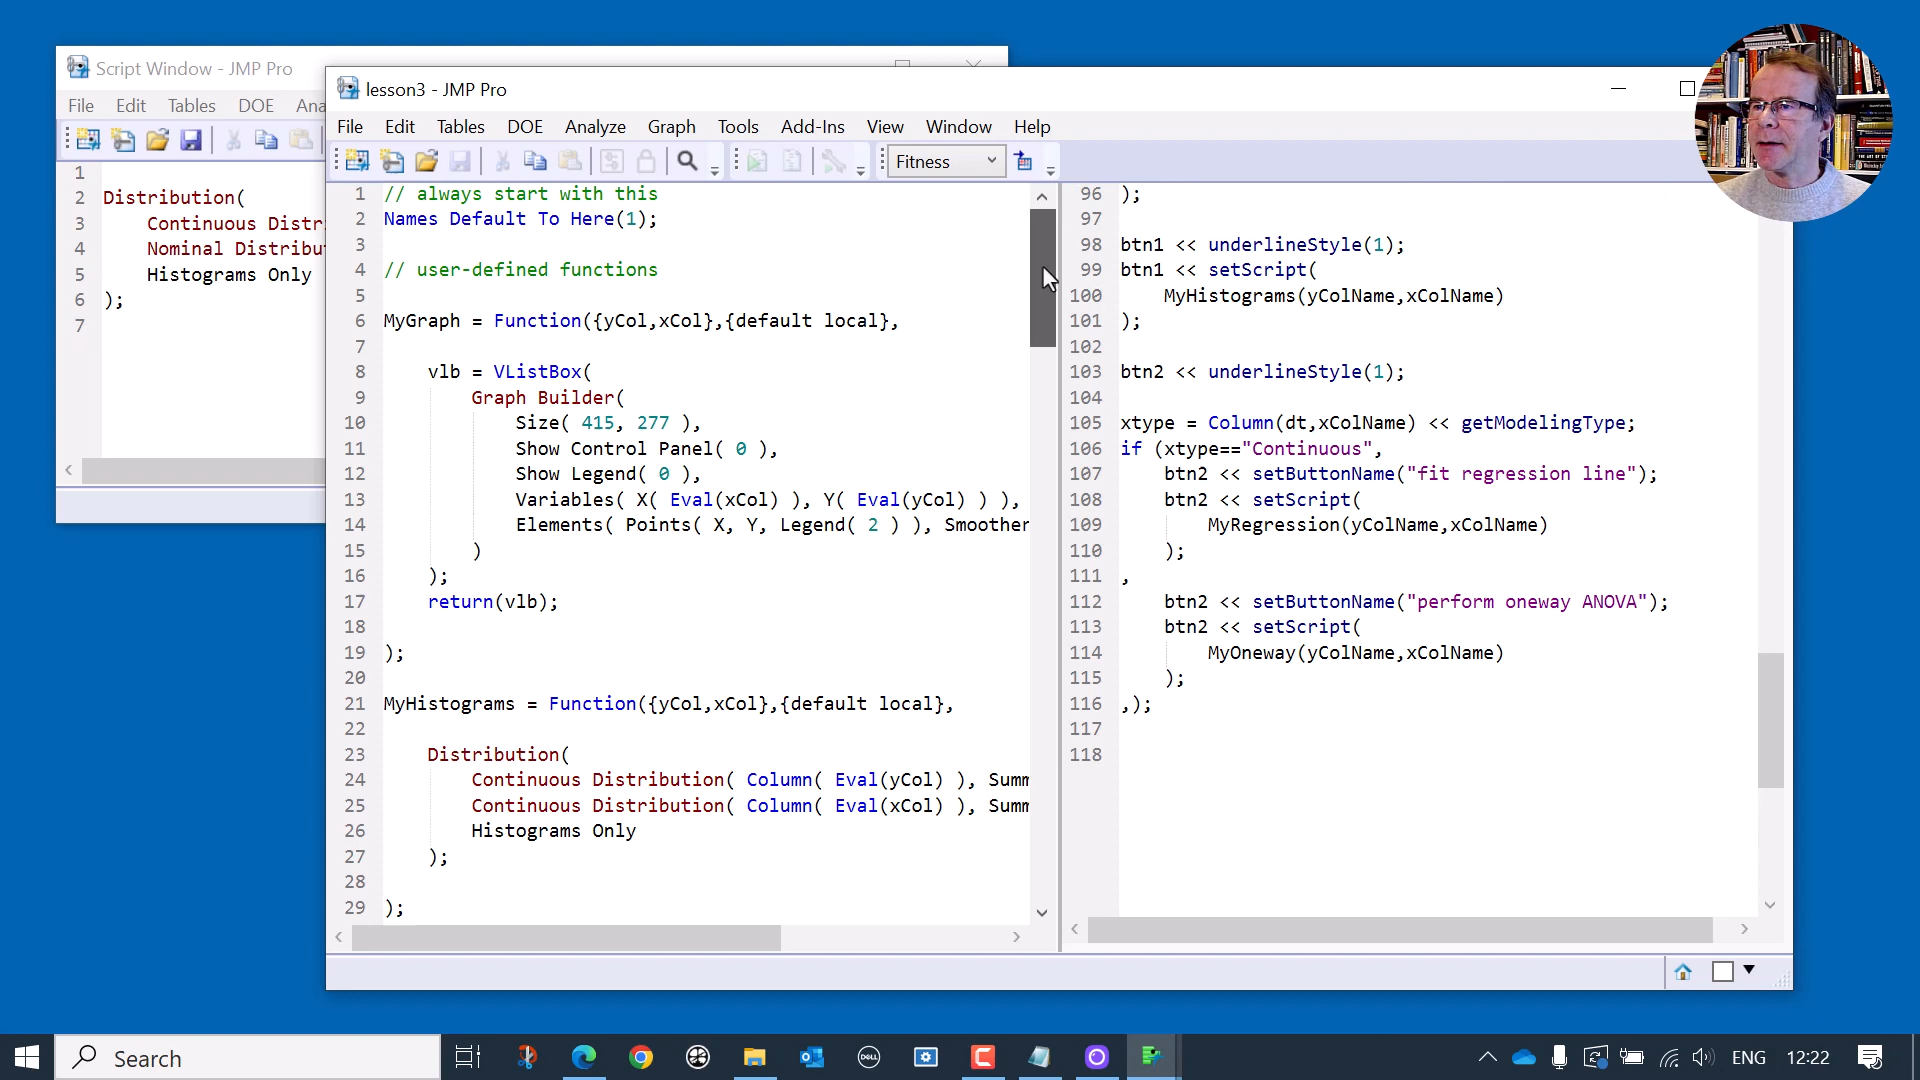 Script Window - JMP Pro
File Edit Tables DOE Ana
1
2 Distribution(
3 Continuous Distr
4 Nominal Distribu
5 Histograms Only
6 );
7
lesson3 - JMP Pro
File Edit Tables DOE Analyze Graph Tools Add-Ins View Window Help
Fitness
1 // always start with this
2 Names Default To Here(1);
3
4 // user-defined functions
5
6 MyGraph = Function({yCol,xCol},{default local},
7
8 vlb = VListBox(
9 Graph Builder(
10 Size( 415, 277 ),
11 Show Control Panel( 0 ),
12 Show Legend( 0 ),
13 Variables( X( Eval(xCol) ), Y( Eval(yCol) ) ),
14 Elements( Points( X, Y, Legend( 2 ) ), Smoother
15 )
16 );
17 return(vlb);
18
19 );
20
21 MyHistograms = Function({yCol,xCol},{default local},
22
23 Distribution(
24 Continuous Distribution( Column( Eval(yCol) ), Summ
25 Continuous Distribution( Column( Eval(xCol) ), Summ
26 Histograms Only
27 );
28
29 );
96 );
97
98 btn1 << underlineStyle(1);
99 btn1 << setScript(
100 MyHistograms(yColName,xColName)
101 );
102
103 btn2 << underlineStyle(1);
104
105 xtype = Column(dt,xColName) << getModelingType;
106 if (xtype=="Continuous",
107 btn2 << setButtonName("fit regression line");
108 btn2 << setScript(
109 MyRegression(yColName,xColName)
110 );
111 ,
112 btn2 << setButtonName("perform oneway ANOVA");
113 btn2 << setScript(
114 MyOneway(yColName,xColName)
115 );
116 ,);
117
118
Search
DELL
ENG 12:22